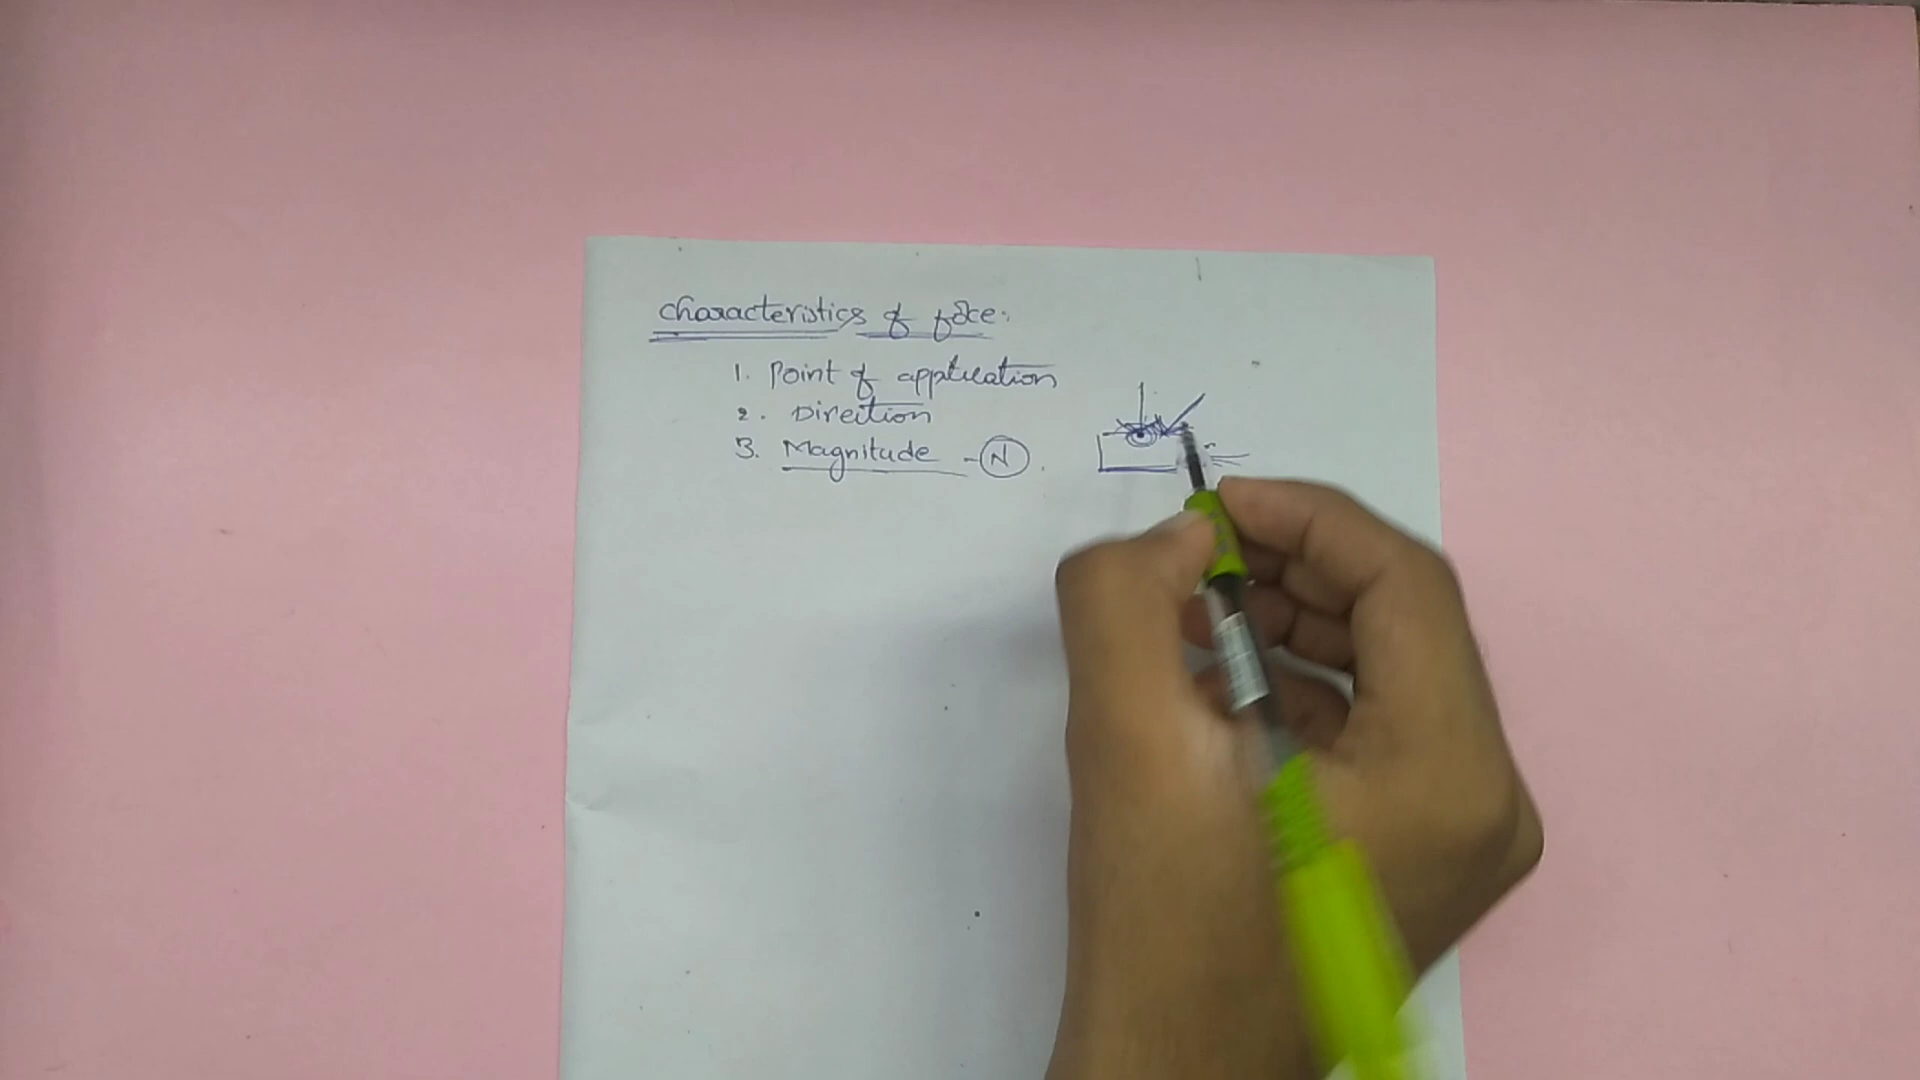 characteristics of force:
1. Point of application
2. Direction
3. Magnitude - N.